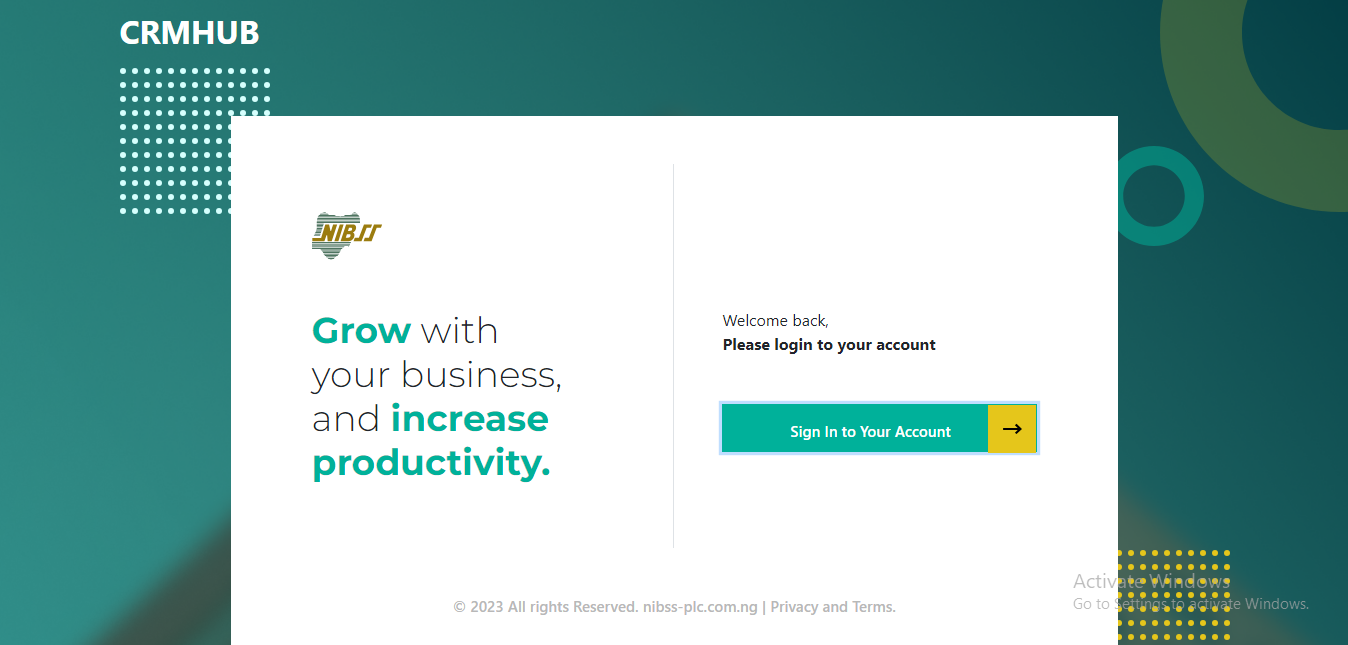 CRMHUB
NIBSS
Grow with
your business,
and increase
productivity.
Welcome back,
Please login to your account
Sign In to Your Account
© 2023 All rights Reserved. nibss-plc.com.ng | Privacy and Terms.
Activate Windows
Go to Settings to activate Windows.